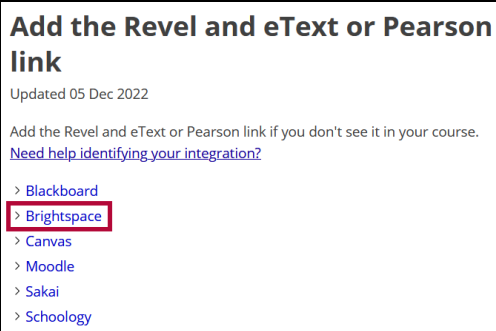 Add the Revel and eText or Pearson
link
Updated 05 Dec 2022
Add the Revel and eText or Pearson link if you don't see it in your course.
Need help identifying your integration?
> Blackboard
> Brightspace
> Canvas
> Moodle
> Sakai
> Schoology